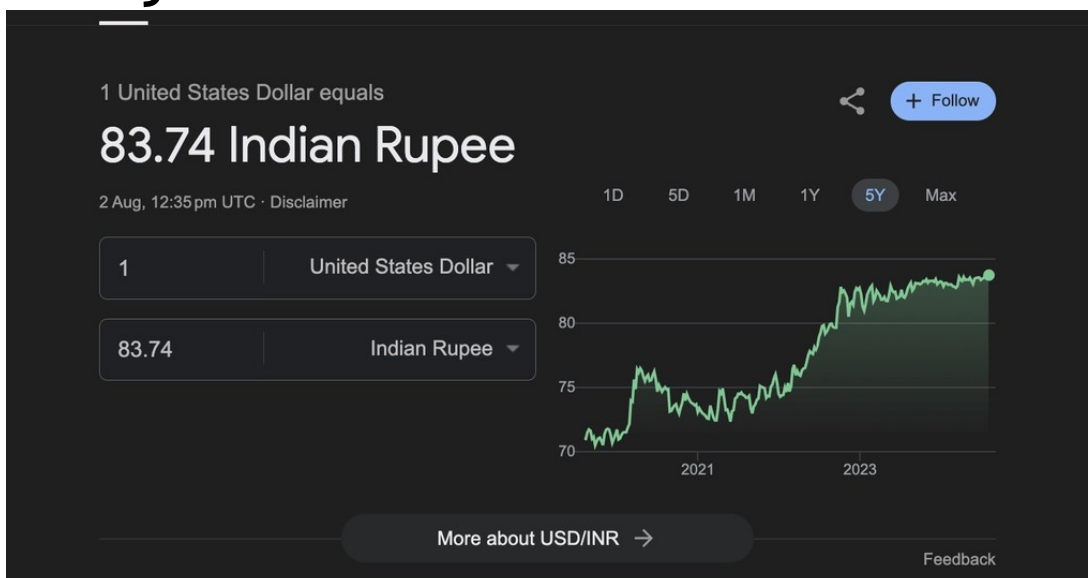 1 United States Dollar equals
83.74 Indian Rupee
2 Aug, 12:35 pm UTC · Disclaimer
+ Follow
1D 5D 1M 1Y 5Y Max
1 United States Dollar
83.74 Indian Rupee
85
80
75
70
2021 2023
More about USD/INR →
Feedback